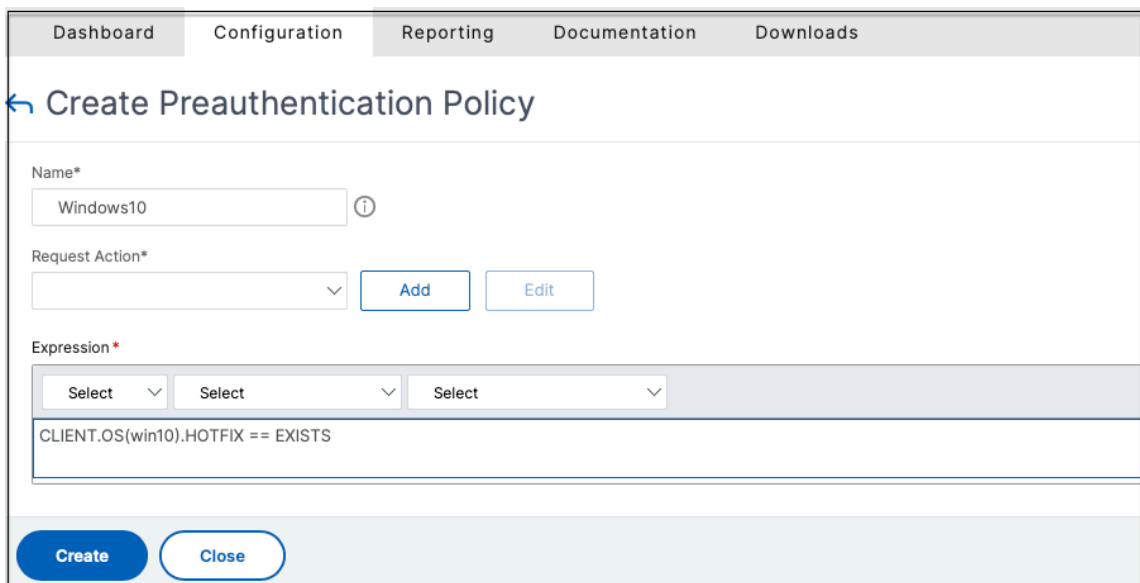 Dashboard Configuration Reporting Documentation Downloads
Create Preauthentication Policy
Name*
Windows10
Request Action*
Add Edit
Expression*
Select Select Select
CLIENT.OS(win10).HOTFIX == EXISTS
Create Close